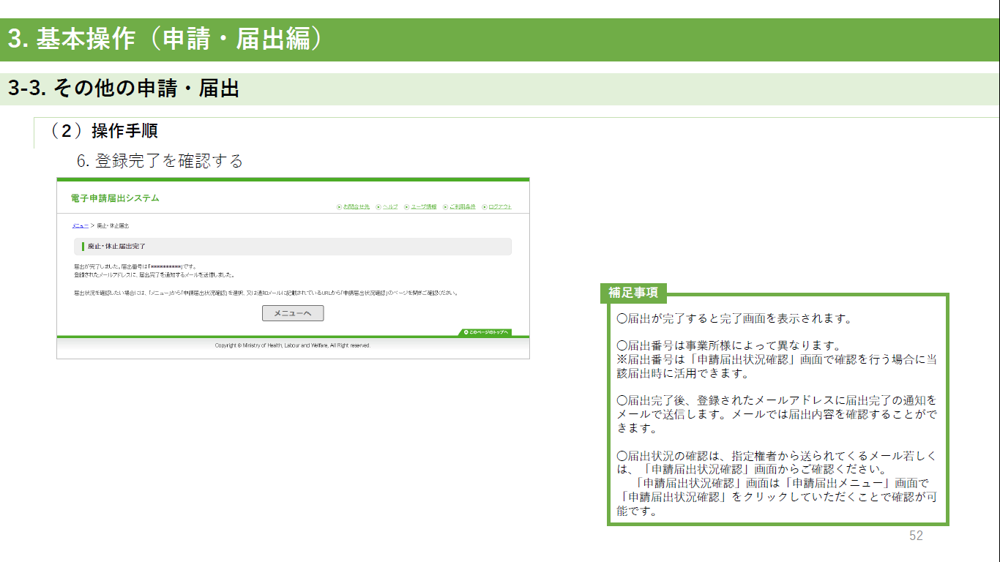 3. 基本操作（申請・届出編）
3-3. その他の申請・届出
（２）操作手順
6. 登録完了を確認する
電子申請届出システム
お問合せ先 ヘルプ ユーザ情報 ご利用条件 ログアウト
メニュー > 廃止・休止届出
廃止・休止届出完了
届出が完了しました。届出番号は「**********」です。
登録されたメールアドレスに、届出完了を通知するメールを送信しました。
届出状況を確認したい場合には、「メニュー」から「申請届出状況確認」を選択、又は通知メールに記載されているURLから「申請届出状況確認」のページを開きご確認ください。
メニューへ
このページのトップへ
Copyright © Ministry of Health, Labour and Welfare, All Right reserved.
補足事項
〇届出が完了すると完了画面を表示されます。
〇届出番号は事業所様によって異なります。
※届出番号は「申請届出状況確認」画面で確認を行う場合に当
該届出時に活用できます。
〇届出完了後、登録されたメールアドレスに届出完了の通知を
メールで送信します。メールでは届出内容を確認することがで
きます。
〇届出状況の確認は、指定権者から送られてくるメール若しく
は、「申請届出状況確認」画面からご確認ください。
「申請届出状況確認」画面は「申請届出メニュー」画面で
「申請届出状況確認」をクリックしていただくことで確認が可
能です。
52